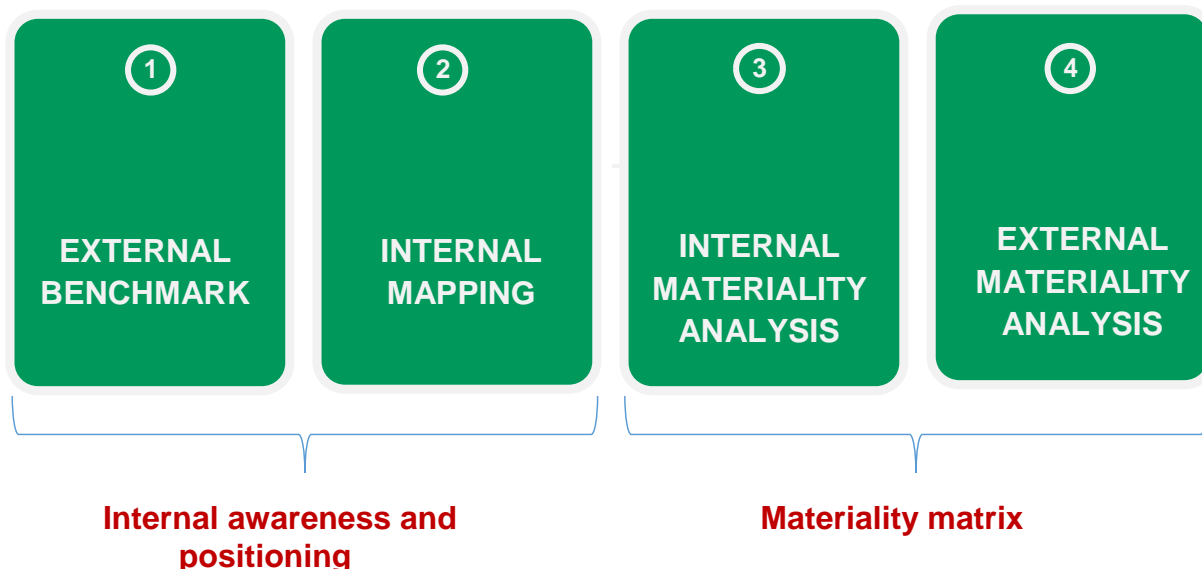 1
EXTERNAL
BENCHMARK
2
INTERNAL
MAPPING
3
INTERNAL
MATERIALITY
ANALYSIS
4
EXTERNAL
MATERIALITY
ANALYSIS
Internal awareness and
positioning
Materiality matrix